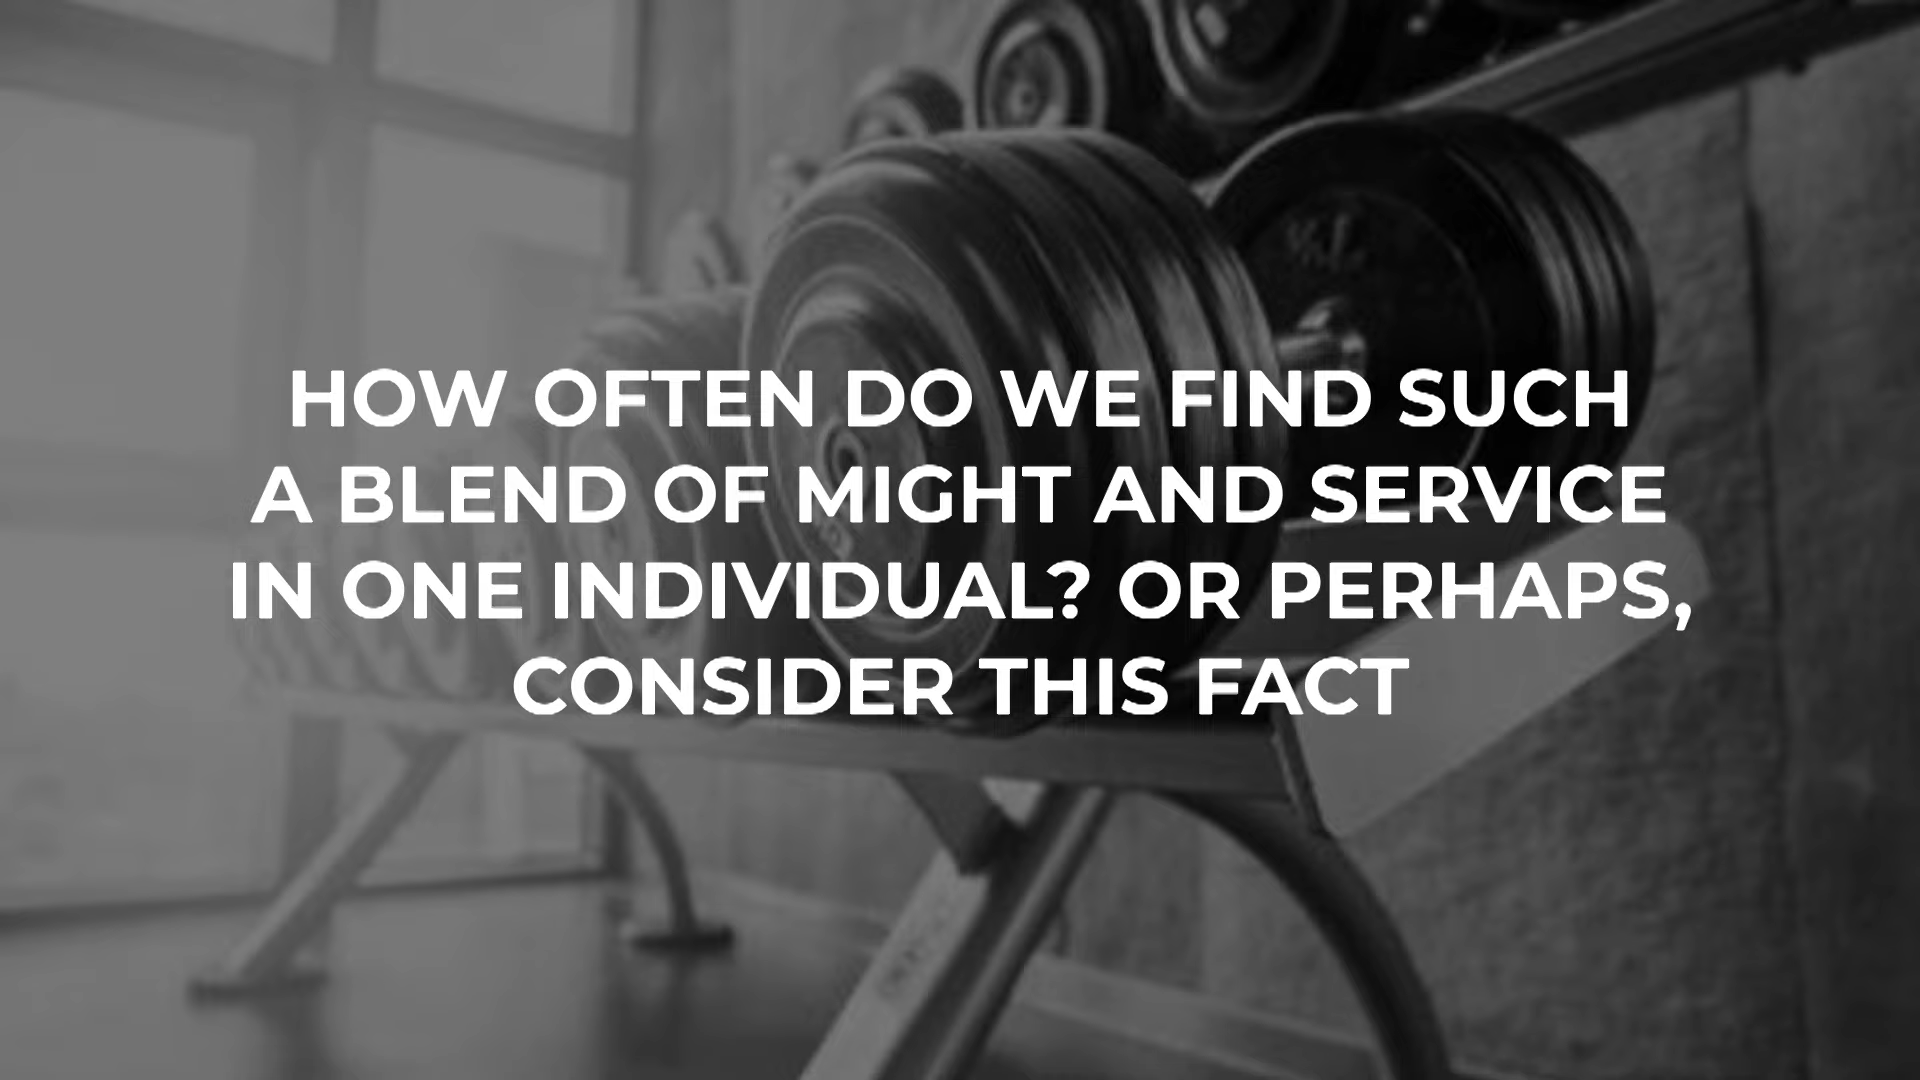 HOW OFTEN DO WE FIND SUCH
A BLEND OF MIGHT AND SERVICE
IN ONE INDIVIDUAL? OR PERHAPS,
CONSIDER THIS FACT